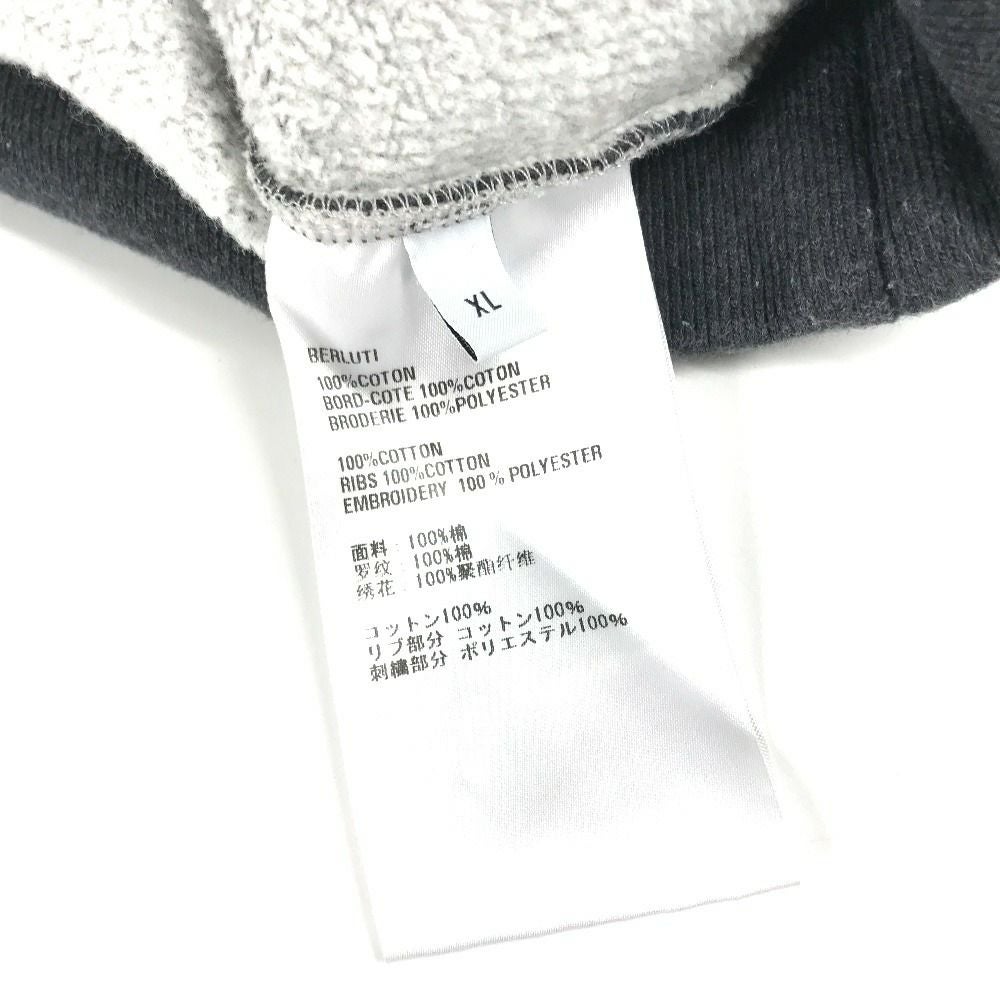 XL
BERLUTI
100%COTON
BORD-COTE 100%COTON
BRODERIE 100%POLYESTER
100%COTTON
RIBS 100%COTTON
EMBROIDERY 100 % POLYESTER
面料 : 100%棉
罗纹 : 100%棉
绣花 : 100%聚酯纤维
コットン100%
リブ部分 コットン100%
刺繍部分 ポリエステル100%